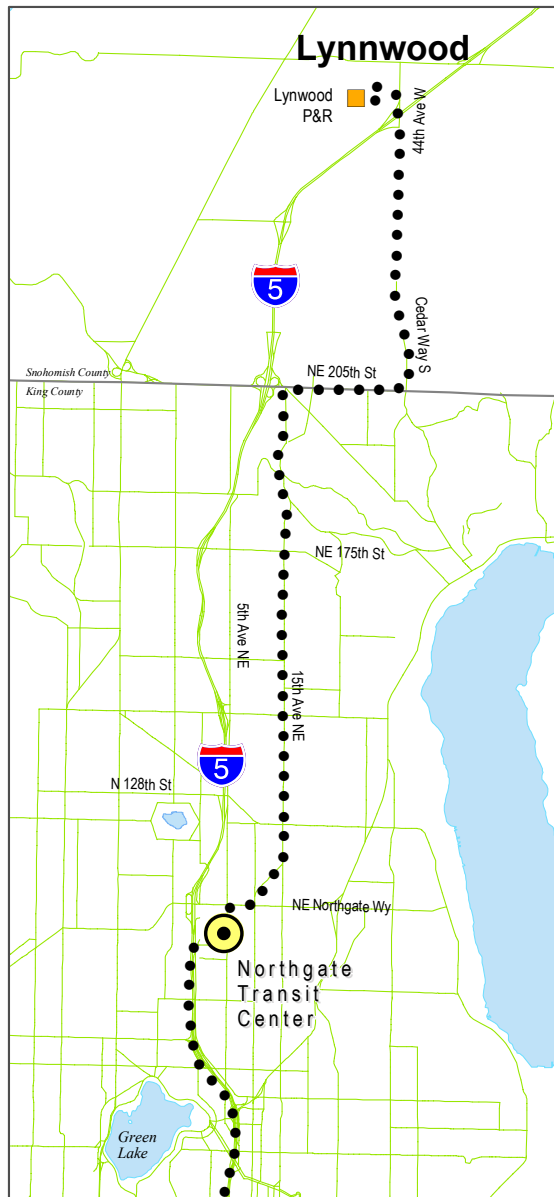 Lynnwood
Lynwood
P&R
44th Ave W
5
Cedar Way S
NE 205th St
Snohomish County
King County
NE 175th St
5th Ave NE
15th Ave NE
5
N 128th St
NE Northgate Wy
Northgate
Transit
Center
Green
Lake